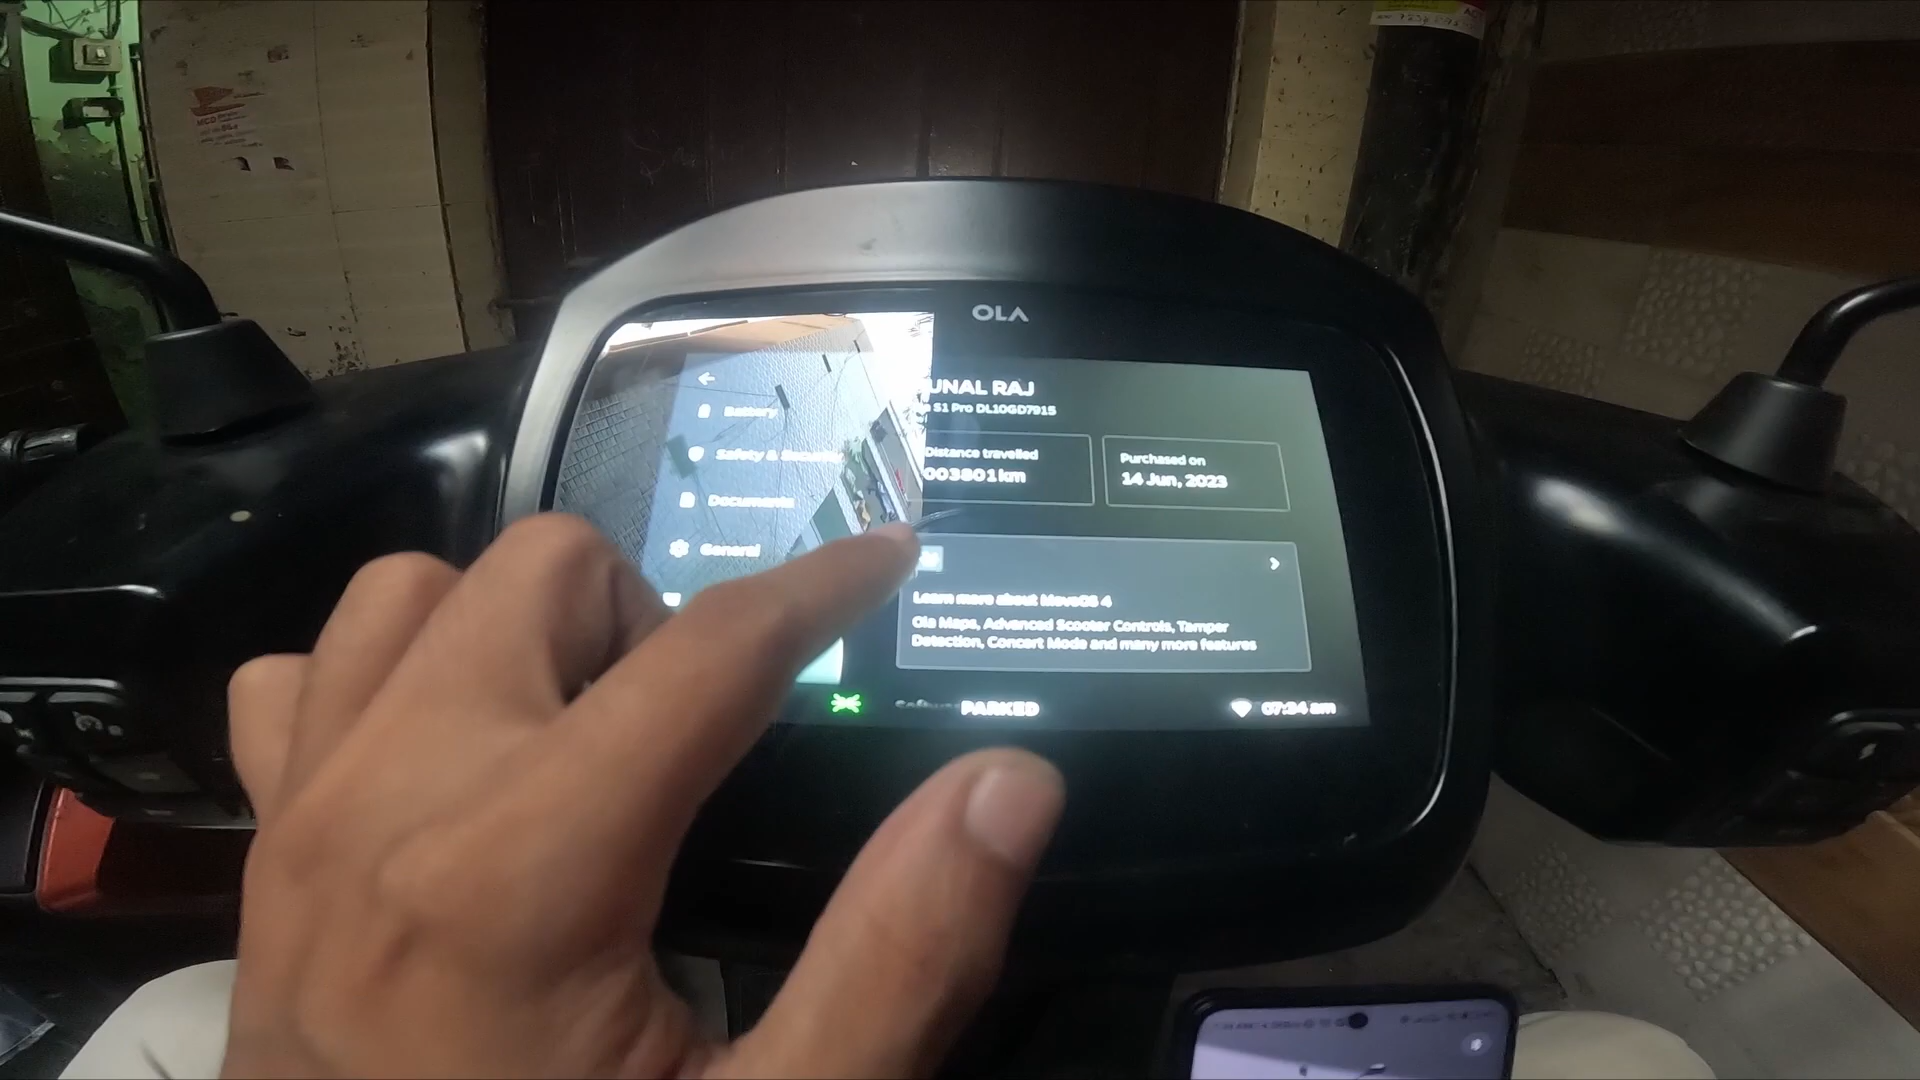 OLA
UNAL RAJ
S1 Pro DL10GD7915
Battery
Safety & Security
Documents
General
Distance travelled
003801km
Purchased on
14 Jun, 2023
Learn more about MoveOS 4
Ola Maps, Advanced Scooter Controls, Tamper
Detection, Concert Mode and many more features
PARKED
07:34 am